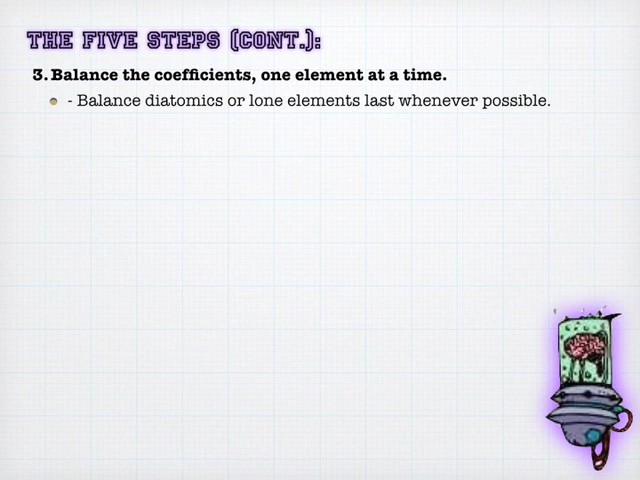 THE FIVE STEPS (CONT.):
3. Balance the coefficients, one element at a time.
- Balance diatomics or lone elements last whenever possible.